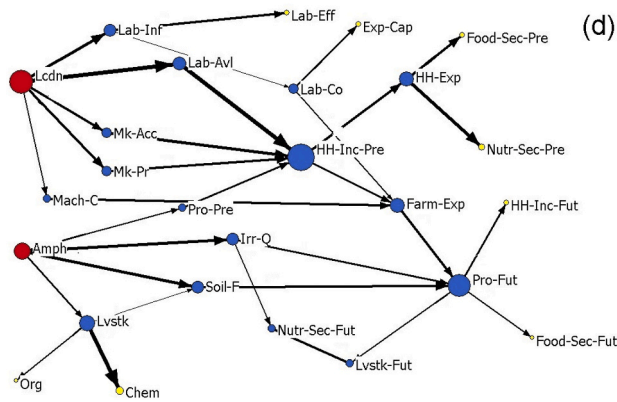 (d)
Lab-Inf
Lab-Eff
Exp-Cap
Food-Sec-Pre
Lcdn
Lab-Avl
Lab-Co
HH-Exp
Mk-Acc
HH-Inc-Pre
Nutr-Sec-Pre
Mk-Pr
Mach-C
Pro-Pre
Farm-Exp
HH-Inc-Fut
Amph
Irr-Q
Soil-F
Pro-Fut
Lvstk
Nutr-Sec-Fut
Food-Sec-Fut
Lvstk-Fut
Org
Chem